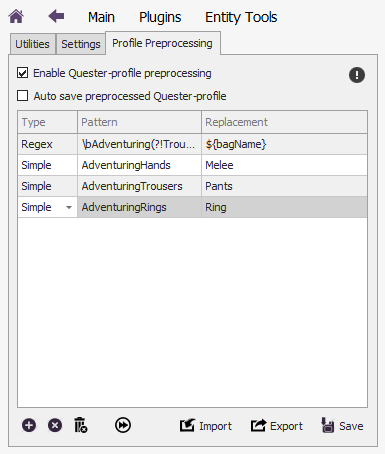 Main Plugins Entity Tools
Utilities Settings Profile Preprocessing
Enable Quester-profile preprocessing
Auto save preprocessed Quester-profile
Type Pattern Replacement
Regex \bAdventuring(?!Trou... ${bagName}
Simple AdventuringHands Melee
Simple AdventuringTrousers Pants
Simple AdventuringRings Ring
Import Export Save